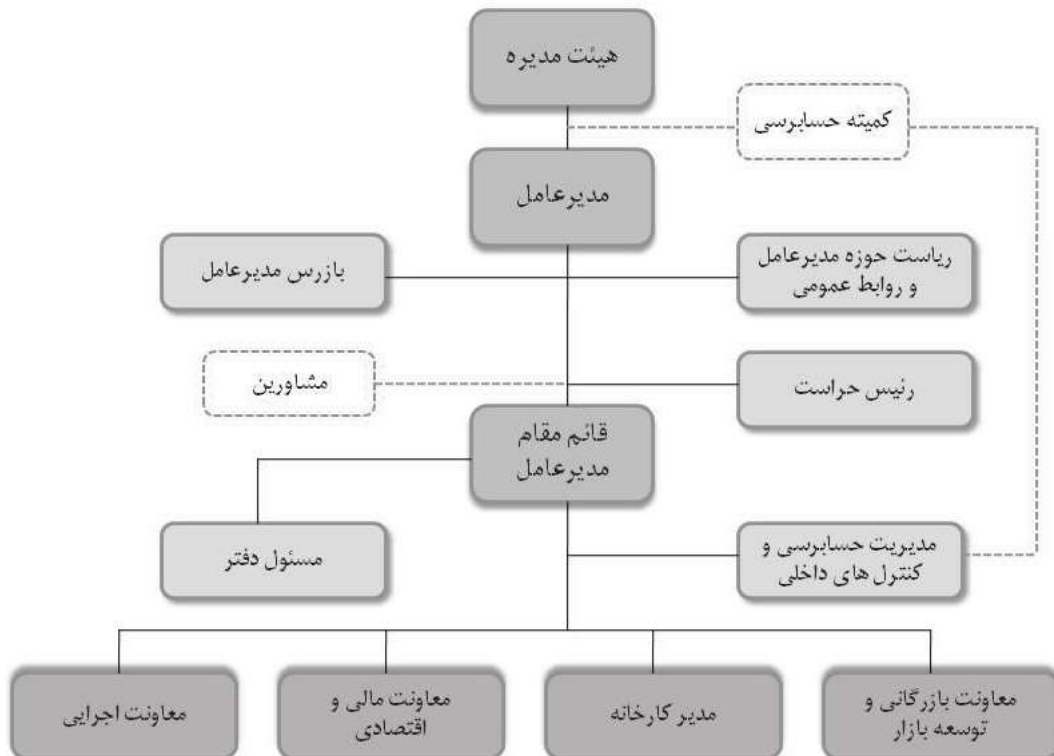 هیئت مدیره
کمیته حسابرسی
مدیرعامل
ریاست حوزه مدیرعامل
و روابط عمومی
بازرس مدیرعامل
رئیس حراست
مشاورین
قائم مقام
مدیرعامل
مدیریت حسابرسی و
کنترل های داخلی
مسئول دفتر
معاونت بازرگانی و
توسعه بازار
مدیر کارخانه
معاونت مالی و
اقتصادی
معاونت اجرایی